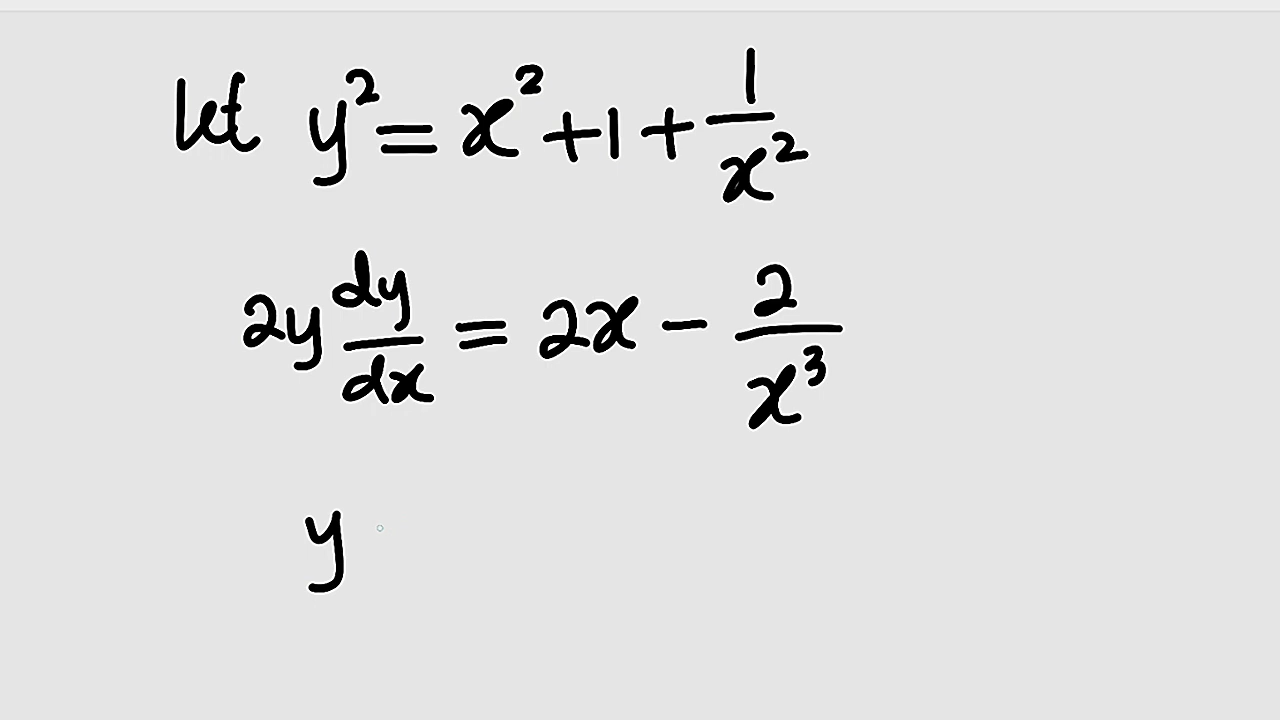 let y² = x² + 1 + 1/x²
2y dy/dx = 2x - 2/x³
y